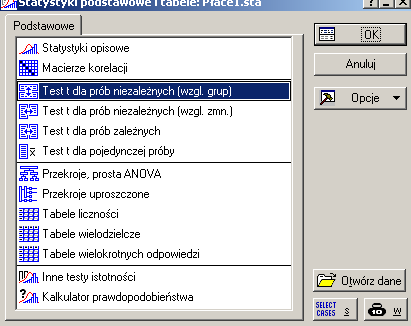 Statystyki podstawowe i tabele: Płace1.sta
Podstawowe
Statystyki opisowe
Macierze korelacji
Test t dla prób niezależnych (wzgl. grup)
Test t dla prób niezależnych (wzgl. zmn.)
Test t dla prób zależnych
Test t dla pojedynczej próby
Przekroje, prosta ANOVA
Przekroje uproszczone
Tabele liczności
Tabele wielodzielcze
Tabele wielokrotnych odpowiedzi
Inne testy istotności
Kalkulator prawdopodobieństwa
OK
Anuluj
Opcje
Otwórz dane
SELECT CASES S
10 w